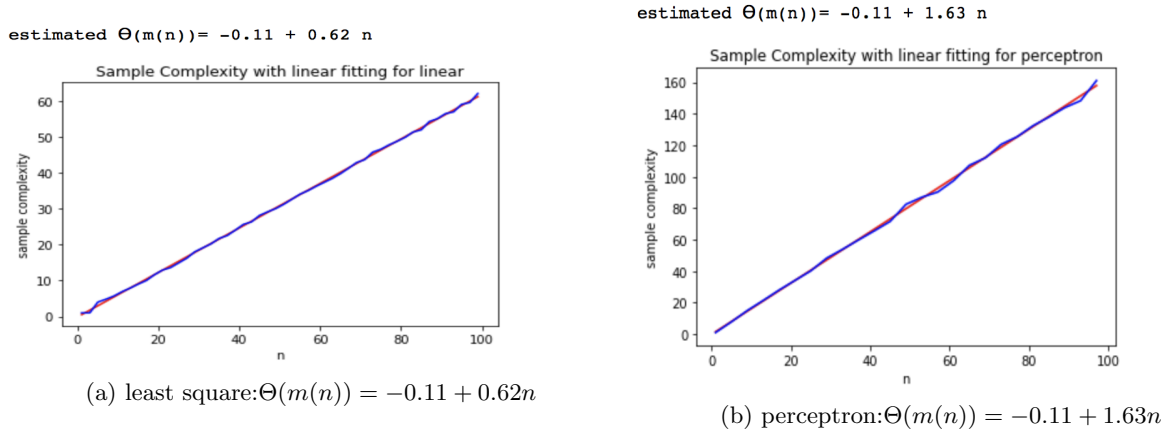 estimated Θ(m(n))= -0.11 + 0.62 n
Sample Complexity with linear fitting for linear
sample complexity
60
50
40
30
20
10
0
0 20 40 60 80 100
n
(a) least square:Θ(m(n)) = −0.11 + 0.62n
estimated Θ(m(n))= -0.11 + 1.63 n
Sample Complexity with linear fitting for perceptron
sample complexity
160
140
120
100
80
60
40
20
0
0 20 40 60 80 100
n
(b) perceptron:Θ(m(n)) = −0.11 + 1.63n